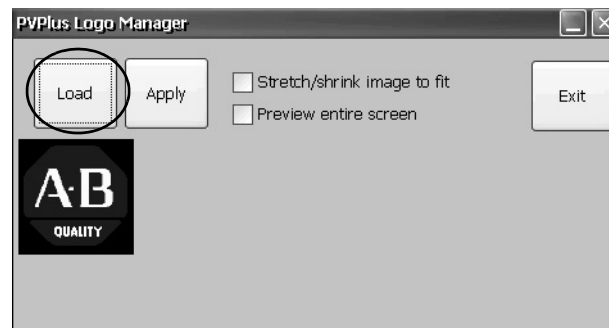 PVPlus Logo Manager
Load
Apply
Stretch/shrink image to fit
Preview entire screen
Exit
A·B
QUALITY